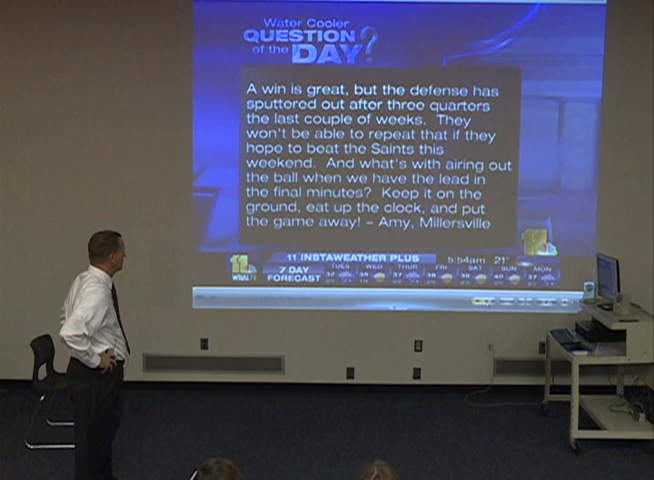 Water Cooler
QUESTION
of the DAY?
A win is great, but the defense has
sputtered out after three quarters
the last couple of weeks. They
won't be able to repeat that if they
hope to beat the Saints this
weekend. And what's with airing out
the ball when we have the lead in
the final minutes? Keep it on the
ground, eat up the clock, and put
the game away! – Amy, Millersville
11 INSTAWEATHER PLUS 5:54am 21°
7 DAY
FORECAST
TUES WED THUR FRI SAT SUN MON